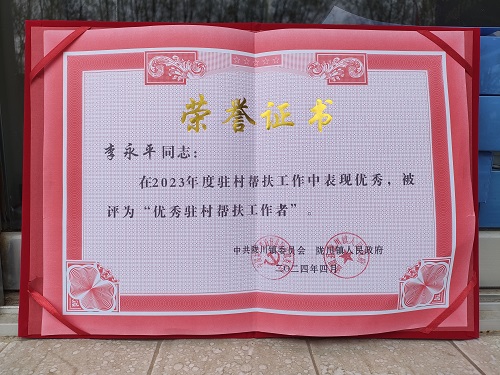 荣誉证书
李永平同志：
在2023年度驻村帮扶工作中表现优秀，被
评为“优秀驻村帮扶工作者”。
中共陇川镇委员会 陇川镇人民政府
二〇二四年四月